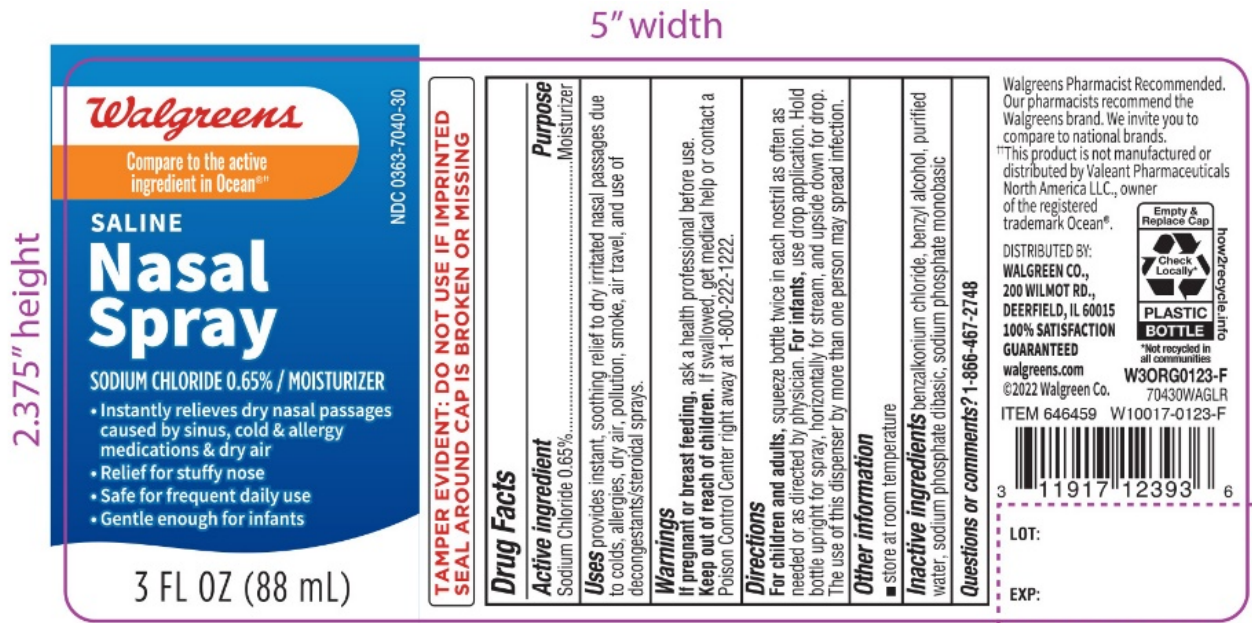 5" width
2.375" height
Walgreens
Compare to the active
ingredient in Ocean®††
NDC 0363-7040-30
SALINE
Nasal
Spray
SODIUM CHLORIDE 0.65% / MOISTURIZER
• Instantly relieves dry nasal passages
caused by sinus, cold & allergy
medications & dry air
• Relief for stuffy nose
• Safe for frequent daily use
• Gentle enough for infants
3 FL OZ (88 mL)
TAMPER EVIDENT: DO NOT USE IF IMPRINTED
SEAL AROUND CAP IS BROKEN OR MISSING
Drug Facts
Active ingredient Purpose
Sodium Chloride 0.65%..........Moisturizer
Uses provides instant, soothing relief to dry irritated nasal passages due
to colds, allergies, dry air, pollution, smoke, air travel, and use of
decongestants/steroidal sprays.
Warnings
If pregnant or breast feeding, ask a health professional before use.
Keep out of reach of children. If swallowed, get medical help or contact a
Poison Control Center right away at 1-800-222-1222.
Directions
For children and adults, squeeze bottle twice in each nostril as often as
needed or as directed by physician. For infants, use drop application. Hold
bottle upright for spray, horizontally for stream, and upside down for drop.
The use of this dispenser by more than one person may spread infection.
Other information
■ store at room temperature
Inactive ingredients benzalkonium chloride, benzyl alcohol, purified
water, sodium phosphate dibasic, sodium phosphate monobasic
Questions or comments? 1-866-467-2748
Walgreens Pharmacist Recommended.
Our pharmacists recommend the
Walgreens brand. We invite you to
compare to national brands.
††This product is not manufactured or
distributed by Valeant Pharmaceuticals
North America LLC., owner
of the registered
trademark Ocean®.
DISTRIBUTED BY:
WALGREEN CO.,
200 WILMOT RD.,
DEERFIELD, IL 60015
100% SATISFACTION
GUARANTEED
walgreens.com
©2022 Walgreen Co.
Empty &
Replace Cap
Check
Locally*
PLASTIC
BOTTLE
*Not recycled in
all communities
how2recycle.info
W3ORG0123-F
70430WAGLR
ITEM 646459 W10017-0123-F
3 11917 12393 6
LOT:
EXP: